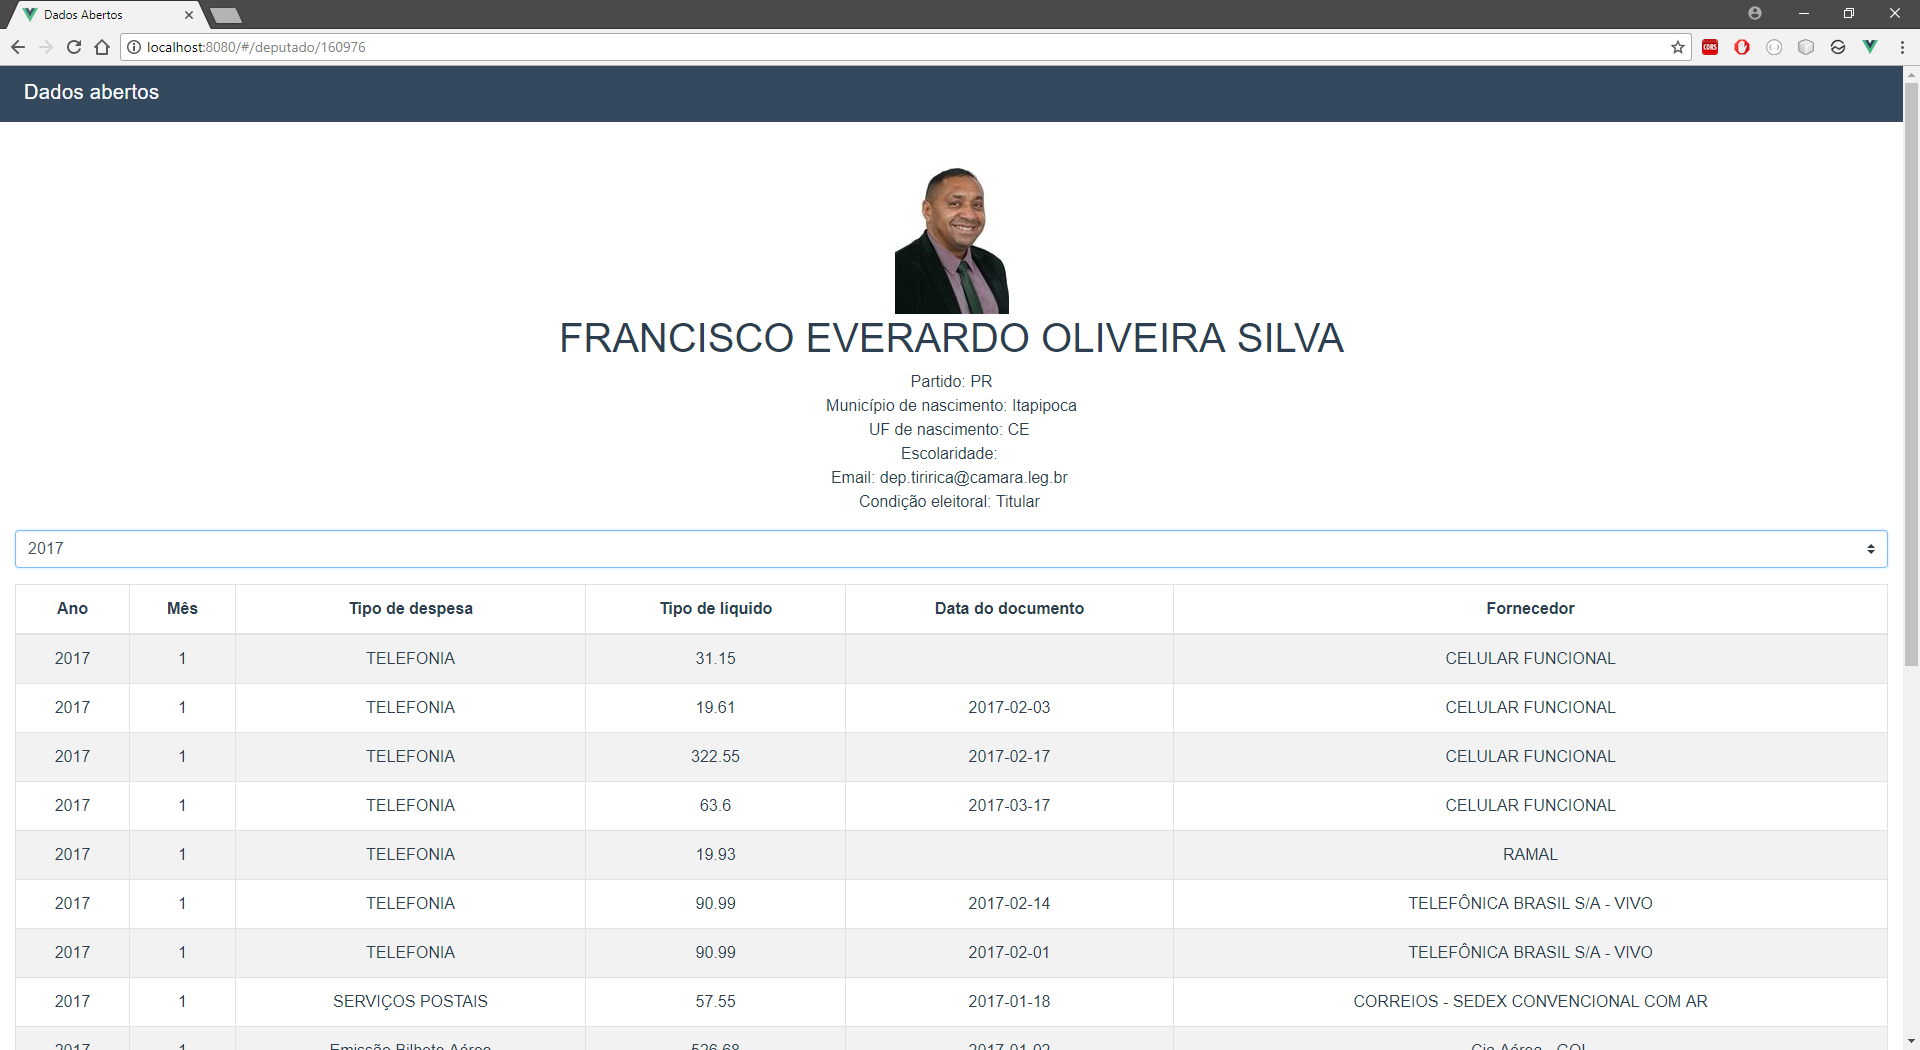 Dados Abertos
localhost:8080/#/deputado/160976
CORS
Dados abertos
FRANCISCO EVERARDO OLIVEIRA SILVA
Partido: PR
Município de nascimento: Itapipoca
UF de nascimento: CE
Escolaridade:
Email: dep.tiririca@camara.leg.br
Condição eleitoral: Titular
2017
Ano Mês Tipo de despesa Tipo de líquido Data do documento Fornecedor
2017 1 TELEFONIA 31.15 CELULAR FUNCIONAL
2017 1 TELEFONIA 19.61 2017-02-03 CELULAR FUNCIONAL
2017 1 TELEFONIA 322.55 2017-02-17 CELULAR FUNCIONAL
2017 1 TELEFONIA 63.6 2017-03-17 CELULAR FUNCIONAL
2017 1 TELEFONIA 19.93 RAMAL
2017 1 TELEFONIA 90.99 2017-02-14 TELEFÔNICA BRASIL S/A - VIVO
2017 1 TELEFONIA 90.99 2017-02-01 TELEFÔNICA BRASIL S/A - VIVO
2017 1 SERVIÇOS POSTAIS 57.55 2017-01-18 CORREIOS - SEDEX CONVENCIONAL COM AR
2017 1 Emissão Bilhete Aéreo 526.68 2017-01-02 Cia Aérea - GOL